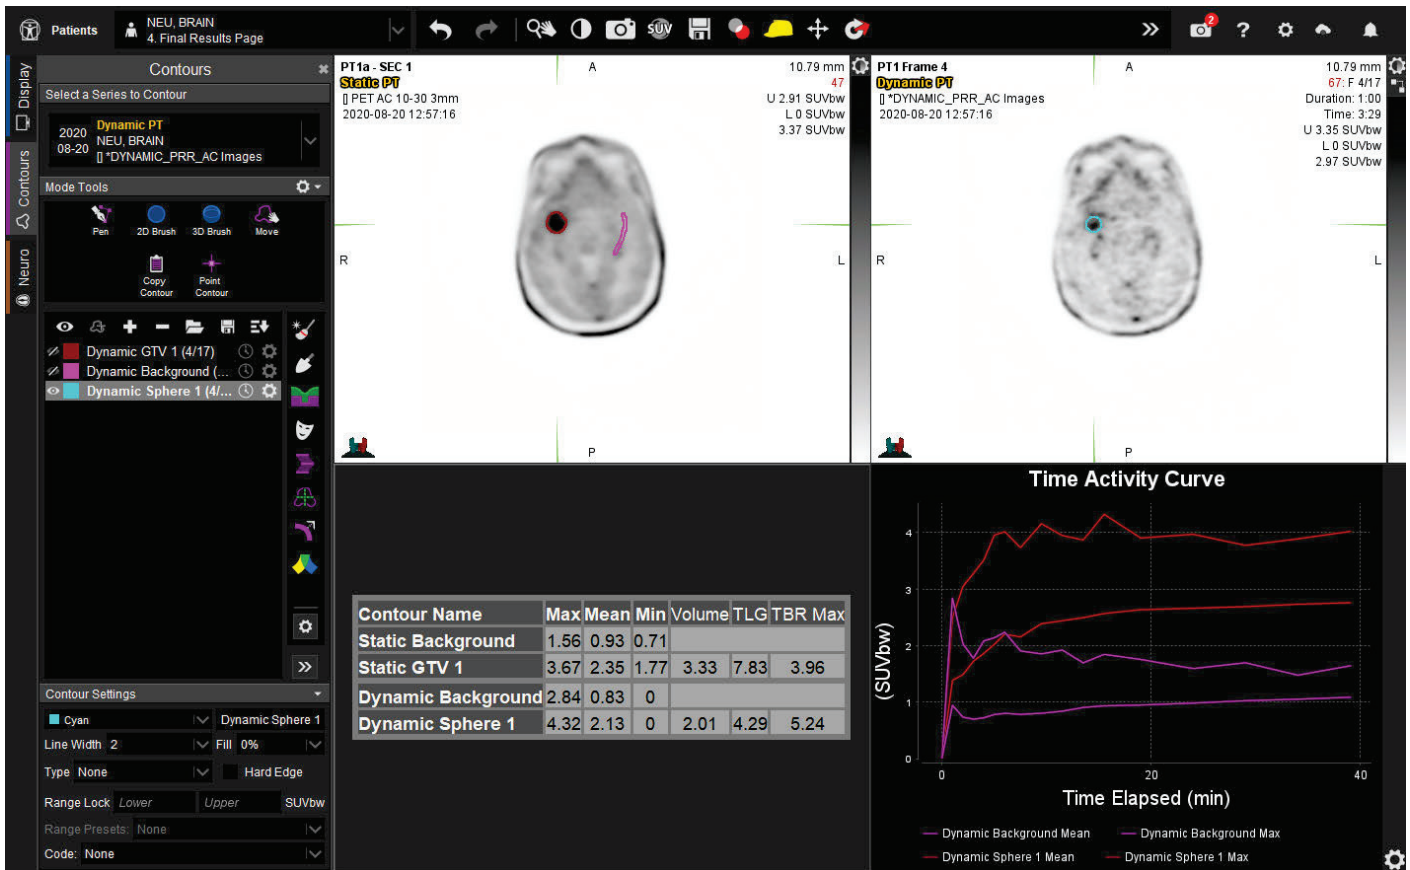 Patients
NEU, BRAIN
4. Final Results Page
SUV
2
?
Display
Contours
Neuro
Contours
Select a Series to Contour
2020
08-20
Dynamic PT
NEU, BRAIN
[] *DYNAMIC_PRR_AC Images
Mode Tools
Pen
2D Brush
3D Brush
Move
Copy
Contour
Point
Contour
Dynamic GTV 1 (4/17)
Dynamic Background (...
Dynamic Sphere 1 (4/...
Contour Settings
Cyan
Dynamic Sphere 1
Line Width 2
Fill 0%
Type None
Hard Edge
Range Lock Lower Upper SUVbw
Range Presets: None
Code: None
PT1a - SEC 1
Static PT
[] PET AC 10-30 3mm
2020-08-20 12:57:16
A
10.79 mm
47
U 2.91 SUVbw
L 0 SUVbw
3.37 SUVbw
R
L
P
PT1 Frame 4
Dynamic PT
[] *DYNAMIC_PRR_AC Images
2020-08-20 12:57:16
A
10.79 mm
67: F 4/17
Duration: 1:00
Time: 3:29
U 3.35 SUVbw
L 0 SUVbw
2.97 SUVbw
R
L
P
Contour Name Max Mean Min Volume TLG TBR Max
Static Background 1.56 0.93 0.71
Static GTV 1 3.67 2.35 1.77 3.33 7.83 3.96
Dynamic Background 2.84 0.83 0
Dynamic Sphere 1 4.32 2.13 0 2.01 4.29 5.24
Time Activity Curve
(SUVbw)
4
3
2
1
0
0 20 40
Time Elapsed (min)
Dynamic Background Mean
Dynamic Background Max
Dynamic Sphere 1 Mean
Dynamic Sphere 1 Max